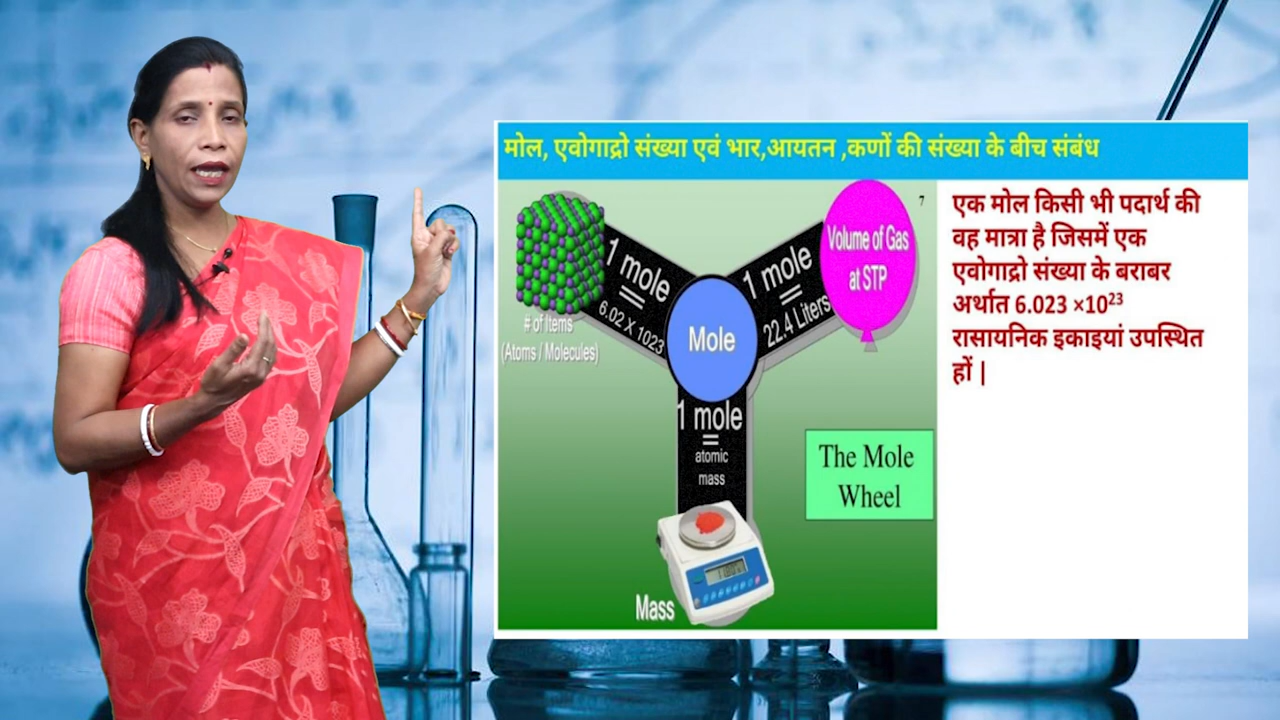 मोल, एवोगाद्रो संख्या एवं भार,आयतन ,कणों की संख्या के बीच संबंध
7
1 mole
=
6.02 X 1023
# of Items
(Atoms / Molecules)
1 mole
=
22.4 Liters
Volume of Gas
at STP
Mole
1 mole
=
atomic
mass
Mass
The Mole
Wheel
एक मोल किसी भी पदार्थ की
वह मात्रा है जिसमें एक
एवोगाद्रो संख्या के बराबर
अर्थात 6.023 ×10²³
रासायनिक इकाइयां उपस्थित
हों |